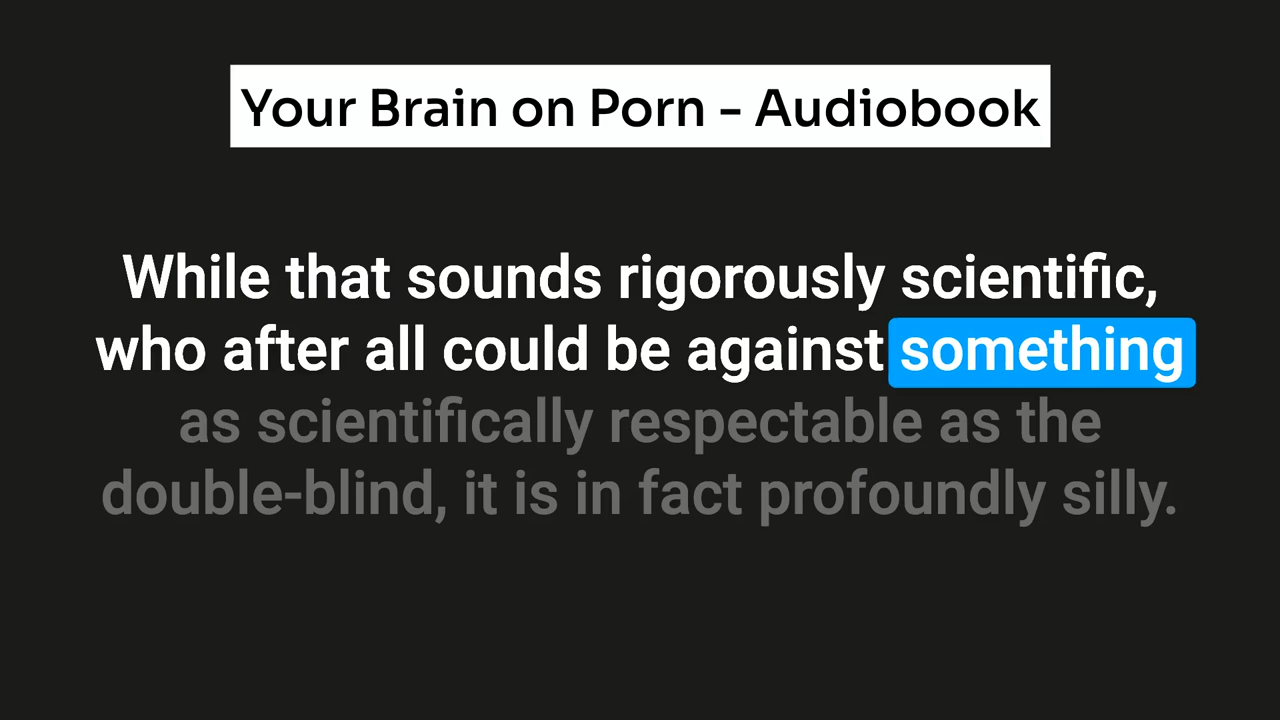 Your Brain on Porn - Audiobook
While that sounds rigorously scientific,
who after all could be against something
as scientifically respectable as the
double-blind, it is in fact profoundly silly.